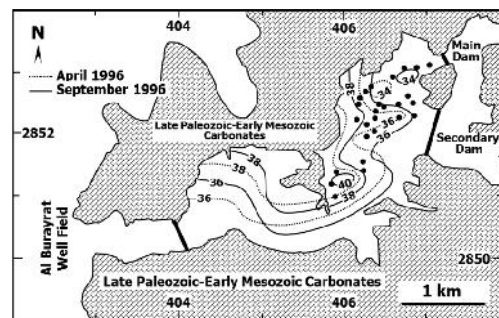 404
406
N
April 1996
September 1996
Main
Dam
38
34
34
2852
Late Paleozoic-Early Mesozoic
Carbonates
36
36
Secondary
Dam
38
38
36
36
40
38
Al Burayrat
Well Field
2850
Late Paleozoic-Early Mesozoic Carbonates
404
406
1 km